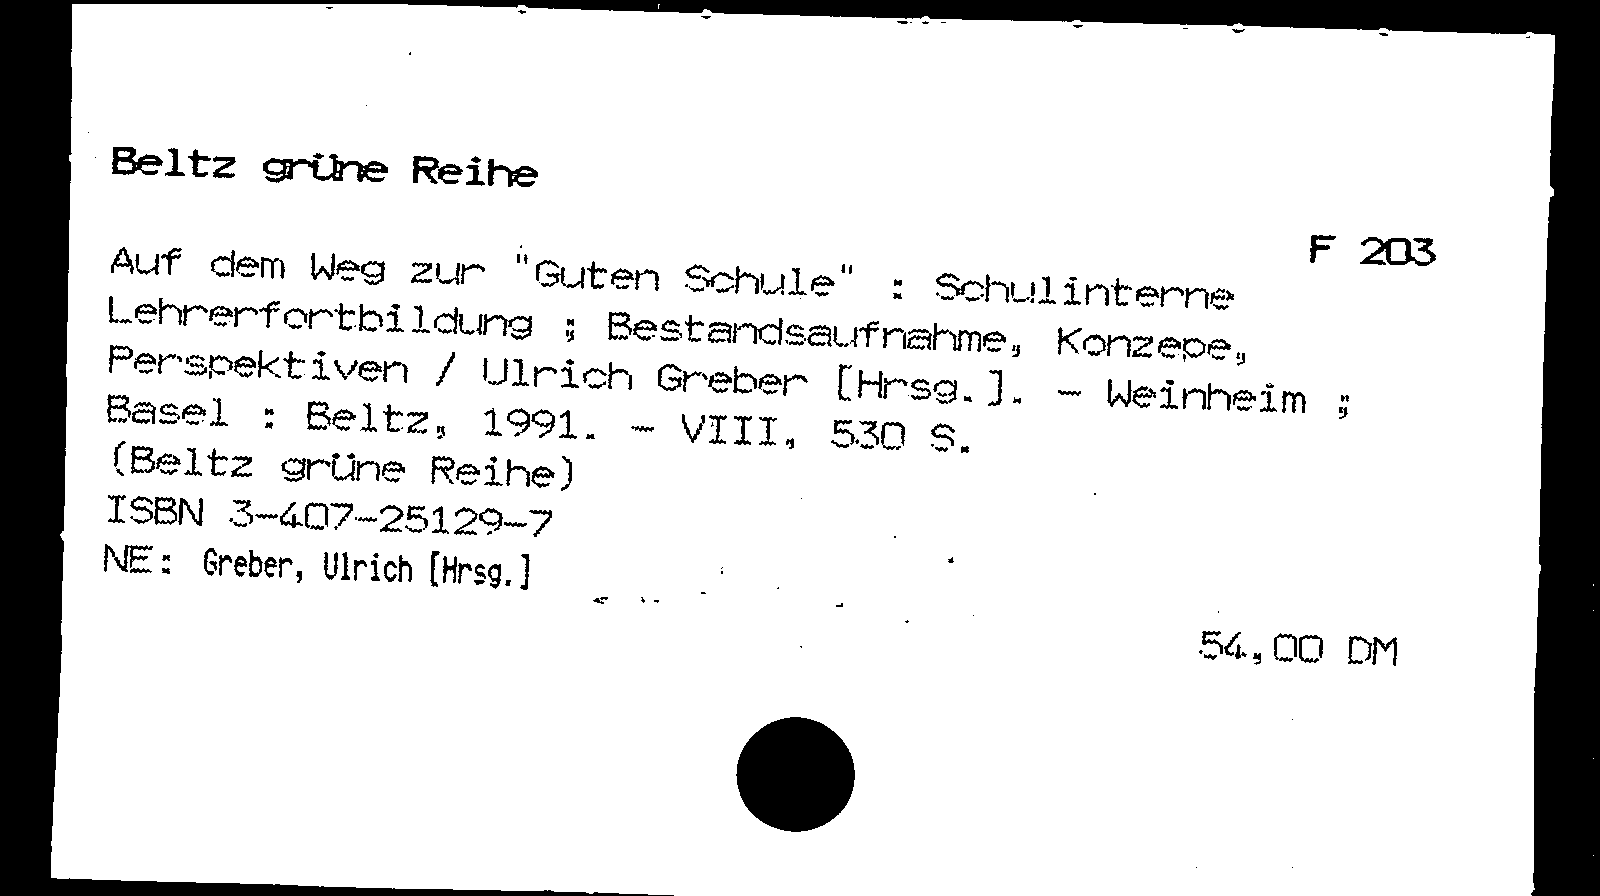 Beltz grüne Reihe
F 203
Auf dem Weg zur "Guten Schule" : Schulinterne
Lehrerfortbildung ; Bestandsaufnahme, Konzepe,
Perspektiven / Ulrich Greber [Hrsg.]. - Weinheim ;
Basel : Beltz, 1991. - VIII, 530 S.
(Beltz grüne Reihe)
ISBN 3-407-25129-7
NE: Greber, Ulrich [Hrsg.]
54,00 DM